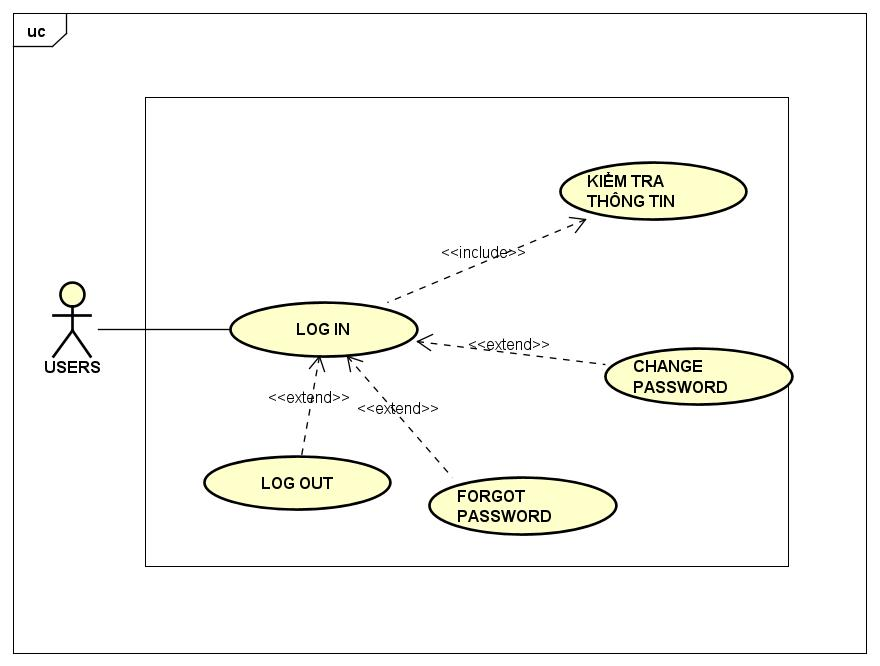 uc
KIỂM TRA
THÔNG TIN
<<include>>
USERS
LOG IN
<<extend>>
CHANGE
PASSWORD
<<extend>>
<<extend>>
LOG OUT
FORGOT
PASSWORD